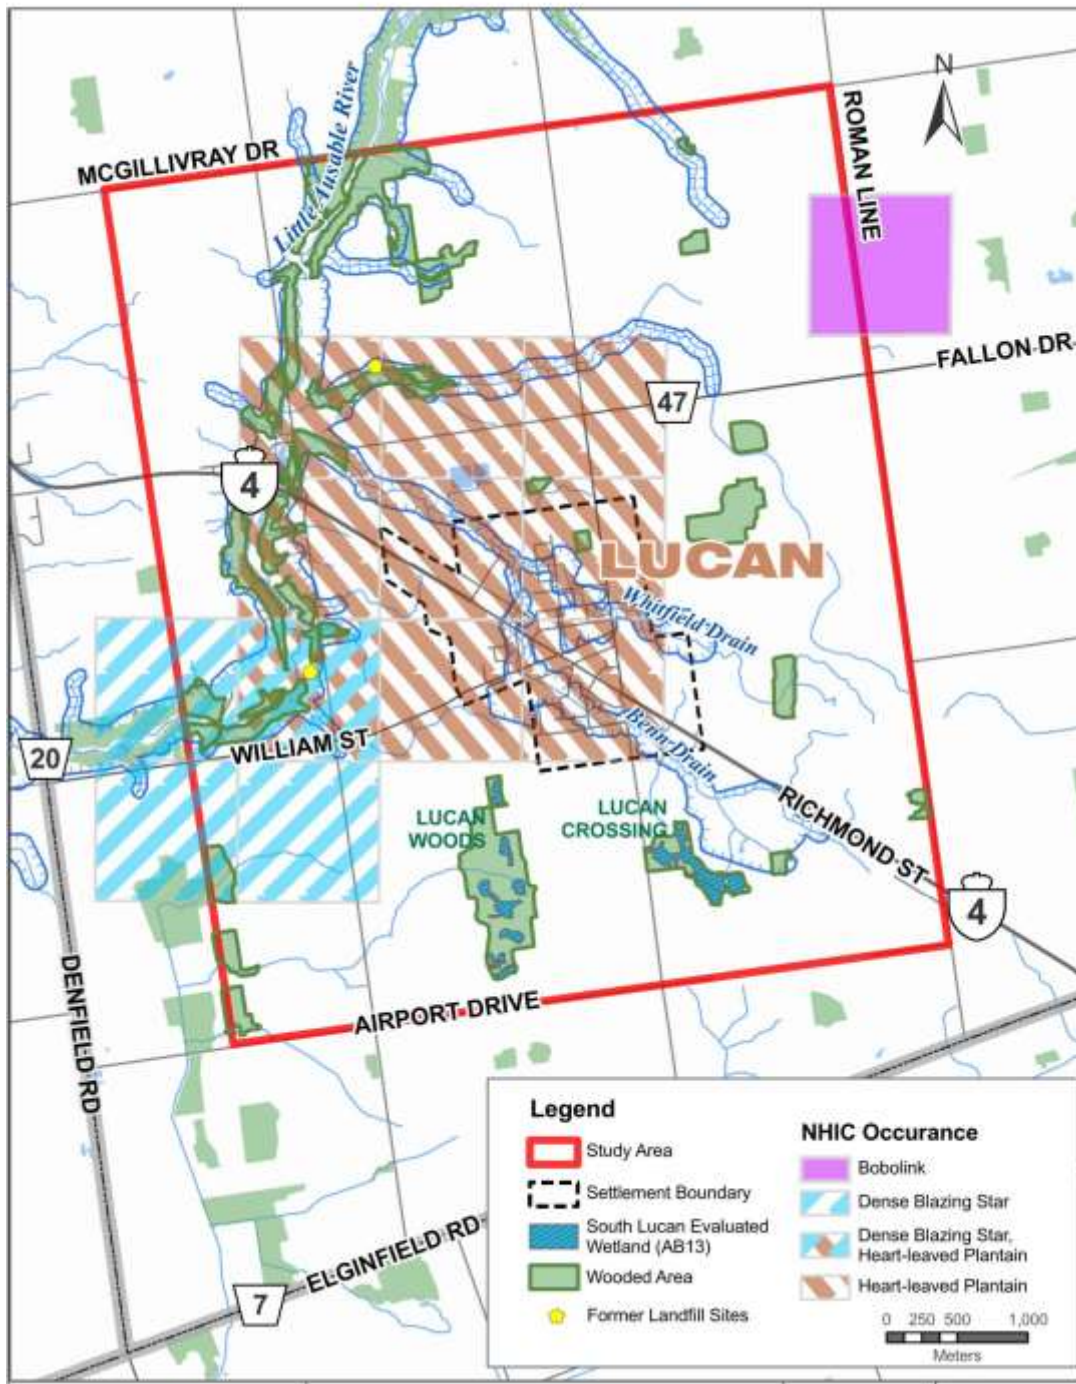 N
MCGILLIVRAY DR
Little Ausable River
ROMAN LINE
FALLON DR
47
4
LUCAN
Whitfield Drain
Benn Drain
WILLIAM ST
20
LUCAN
WOODS
LUCAN
CROSSING
RICHMOND ST
4
DENFIELD RD
AIRPORT DRIVE
ELGINFIELD RD
7
Legend
Study Area
Settlement Boundary
South Lucan Evaluated
Wetland (AB13)
Wooded Area
Former Landfill Sites
NHIC Occurance
Bobolink
Dense Blazing Star
Dense Blazing Star,
Heart-leaved Plantain
Heart-leaved Plantain
0 250 500 1,000
Meters